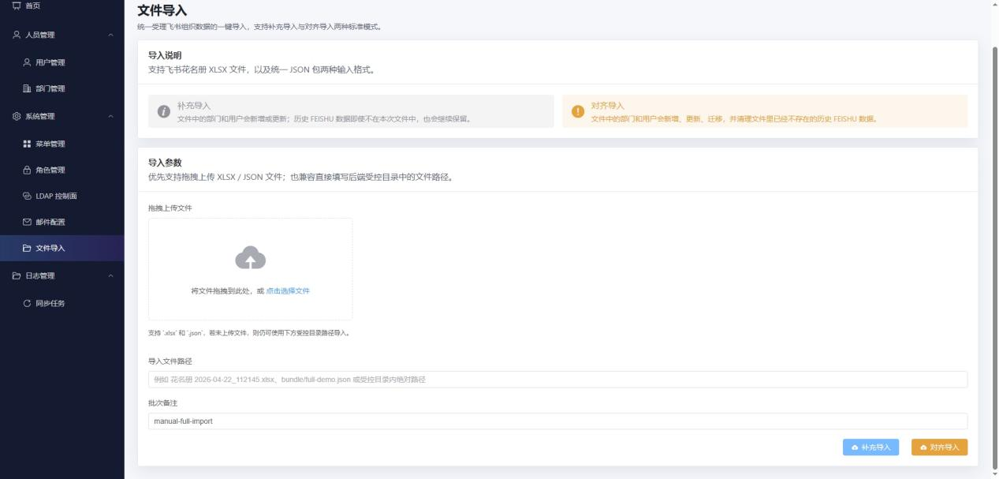 首页
人员管理
用户管理
部门管理
系统管理
菜单管理
角色管理
LDAP 控制面
邮件配置
文件导入
日志管理
同步任务
文件导入
统一受理飞书组织数据的一键导入，支持补充导入与对齐导入两种标准模式。
导入说明
支持飞书花名册 XLSX 文件，以及统一 JSON 包两种输入格式。
补充导入
文件中的部门和用户会新增或更新；历史 FEISHU 数据即使不在本次文件中，也会继续保留。
对齐导入
文件中的部门和用户会新增、更新、迁移，并清理文件里已经不存在的历史 FEISHU 数据。
导入参数
优先支持拖拽上传 XLSX / JSON 文件；也兼容直接填写后端受控目录中的文件路径。
拖拽上传文件
将文件拖拽到此处，或 点击选择文件
支持 `.xlsx` 和 `.json`，若未上传文件，则仍可使用下方受控目录路径导入。
导入文件路径
例如 花名册 2026-04-22_112145.xlsx、bundle/full-demo.json 或受控目录内绝对路径
批次备注
manual-full-import
补充导入
对齐导入